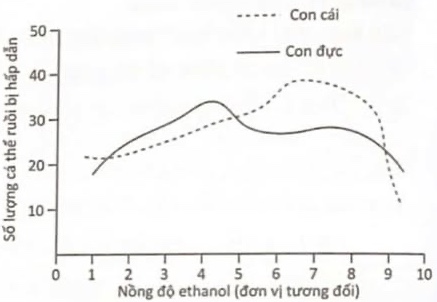 Con cái
Con đực
Số lượng cá thể ruồi bị hấp dẫn
50
40
30
20
10
0 1 2 3 4 5 6 7 8 9 10
Nồng độ ethanol (đơn vị tương đối)